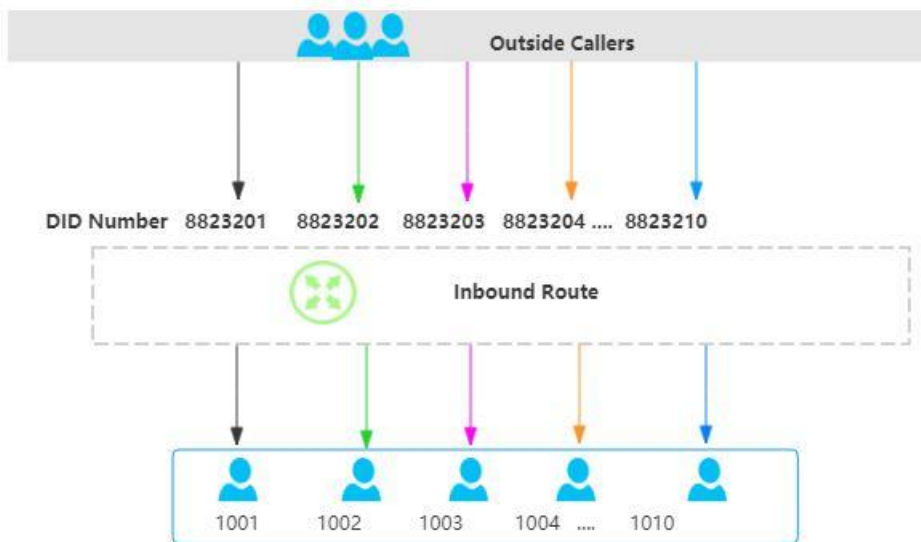 Outside Callers
DID Number 8823201 8823202 8823203 8823204 .... 8823210
Inbound Route
1001 1002 1003 1004 .... 1010